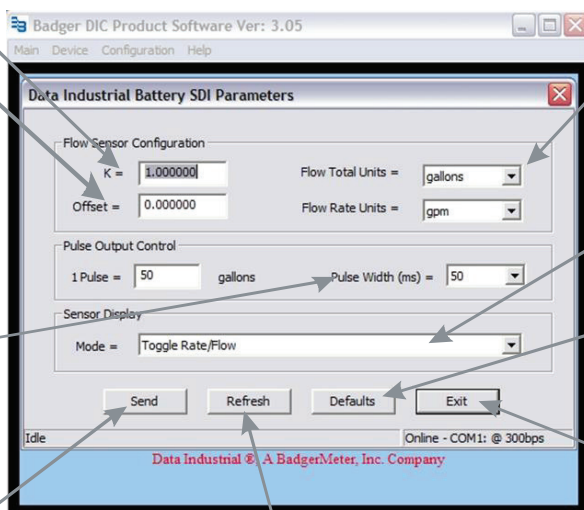 Badger DIC Product Software Ver: 3.05
Main Device Configuration Help
Data Industrial Battery SDI Parameters
Flow Sensor Configuration
K = 1.000000 Flow Total Units = gallons
Offset = 0.000000 Flow Rate Units = gpm
Pulse Output Control
1 Pulse = 50 gallons Pulse Width (ms) = 50
Sensor Display
Mode = Toggle Rate/Flow
Send Refresh Defaults Exit
Idle Online - COM1: @ 300bps
Data Industrial ®, A BadgerMeter, Inc. Company